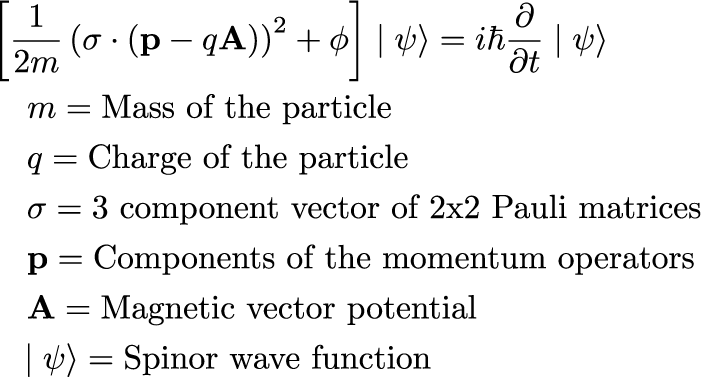 [1/2m (σ · (p − qA))² + ϕ] | ψ⟩ = iℏ ∂/∂t | ψ⟩
m = Mass of the particle
q = Charge of the particle
σ = 3 component vector of 2x2 Pauli matrices
p = Components of the momentum operators
A = Magnetic vector potential
| ψ⟩ = Spinor wave function